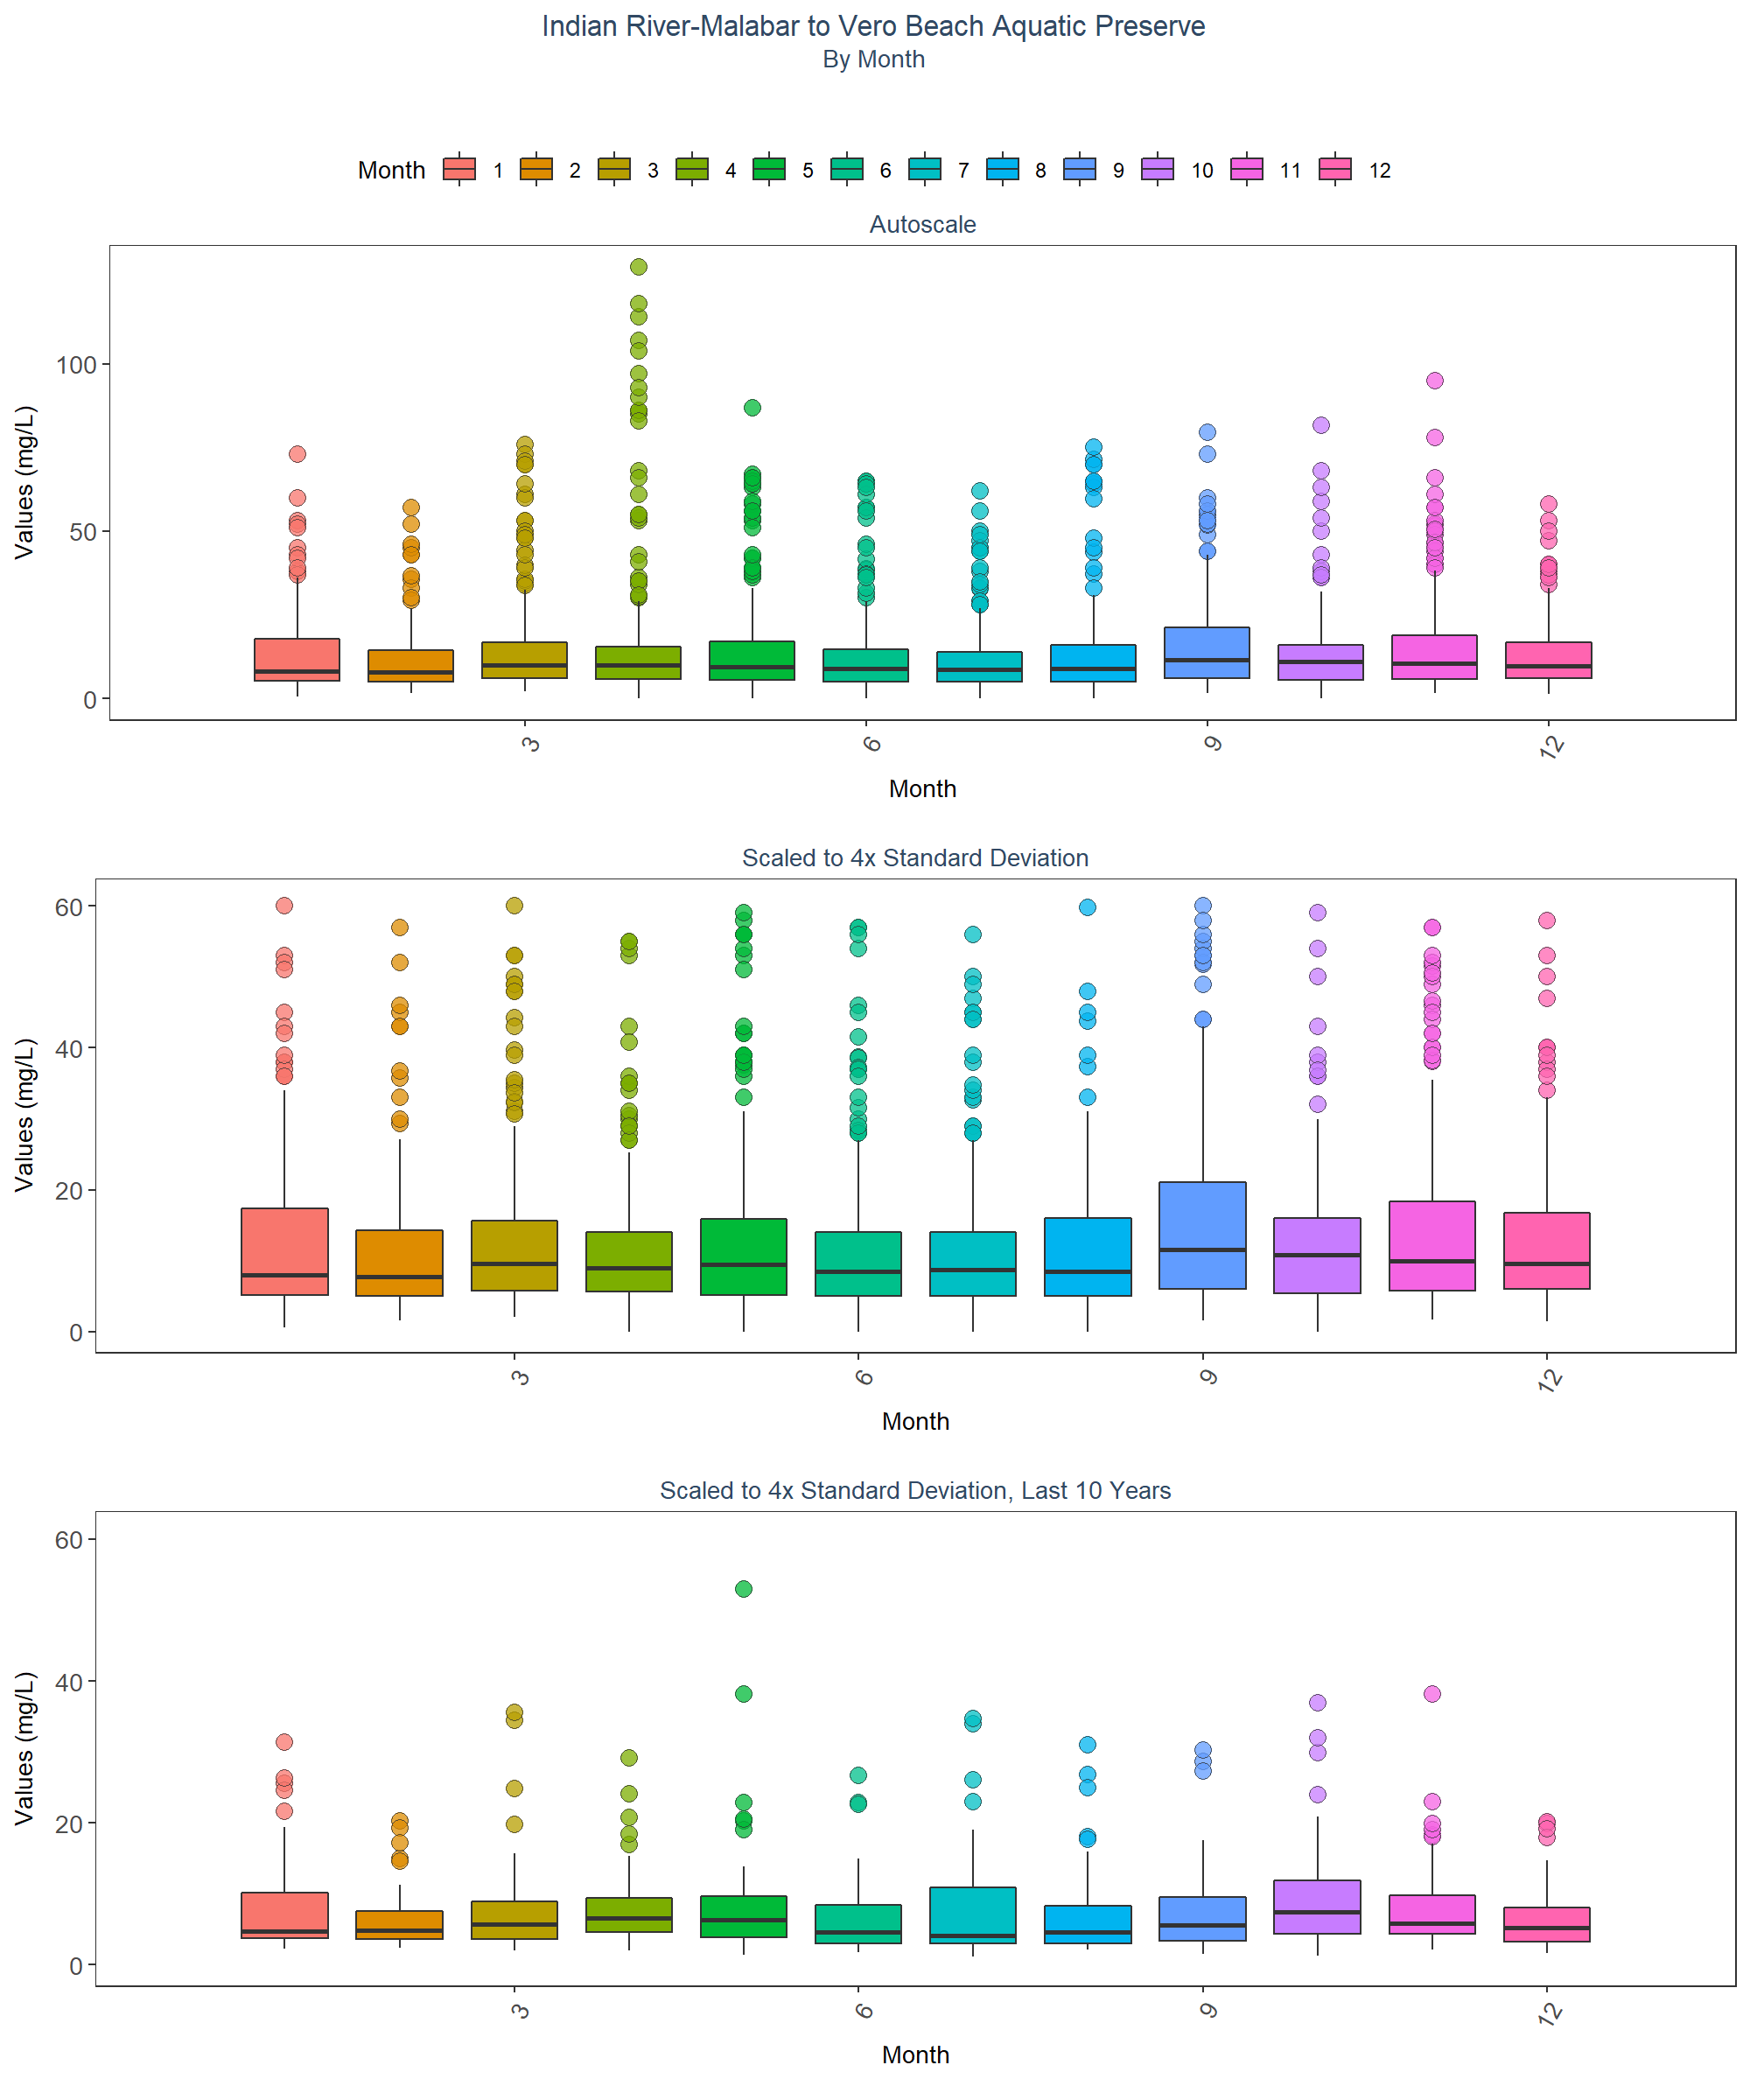 Indian River-Malabar to Vero Beach Aquatic Preserve
By Month
Month 1 2 3 4 5 6 7 8 9 10 11 12
Autoscale
Values (mg/L)
100
50
0
3 6 9 12
Month
Scaled to 4x Standard Deviation
Values (mg/L)
60
40
20
0
3 6 9 12
Month
Scaled to 4x Standard Deviation, Last 10 Years
Values (mg/L)
60
40
20
0
3 6 9 12
Month